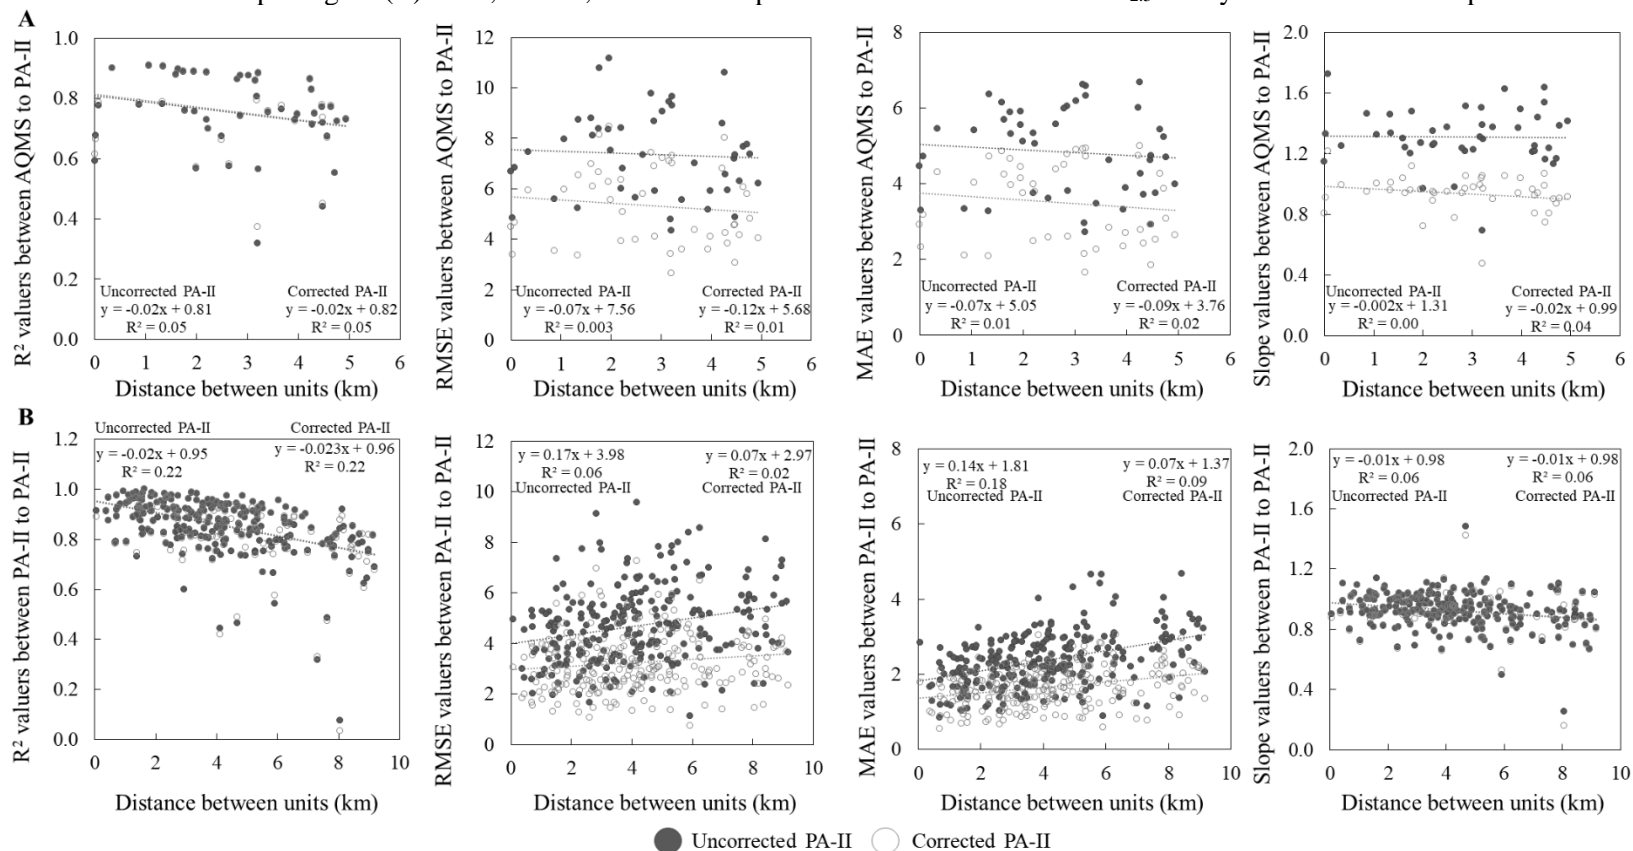 A
R² valuers between AQMS to PA-II
1.0
0.8
0.6
0.4
0.2
0.0
Uncorrected PA-II
y = -0.02x + 0.81
R² = 0.05
Corrected PA-II
y = -0.02x + 0.82
R² = 0.05
0 1 2 3 4 5 6
Distance between units (km)
RMSE valuers between AQMS to PA-II
12
10
8
6
4
2
0
Uncorrected PA-II
y = -0.07x + 7.56
R² = 0.003
Corrected PA-II
y = -0.12x + 5.68
R² = 0.01
0 1 2 3 4 5 6
Distance between units (km)
MAE valuers between AQMS to PA-II
8
6
4
2
0
Uncorrected PA-II
y = -0.07x + 5.05
R² = 0.01
Corrected PA-II
y = -0.09x + 3.76
R² = 0.02
0 1 2 3 4 5 6
Distance between units (km)
Slope valuers between AQMS to PA-II
2.0
1.6
1.2
0.8
0.4
0.0
Uncorrected PA-II
y = -0.002x + 1.31
R² = 0.00
Corrected PA-II
y = -0.02x + 0.99
R² = 0.04
0 1 2 3 4 5 6
Distance between units (km)
B
R² valuers between PA-II to PA-II
1.2
1.0
0.8
0.6
0.4
0.2
0.0
Uncorrected PA-II
y = -0.02x + 0.95
R² = 0.22
Corrected PA-II
y = -0.023x + 0.96
R² = 0.22
0 2 4 6 8 10
Distance between units (km)
RMSE valuers between PA-II to PA-II
12
10
8
6
4
2
0
y = 0.17x + 3.98
R² = 0.06
Uncorrected PA-II
y = 0.07x + 2.97
R² = 0.02
Corrected PA-II
0 2 4 6 8 10
Distance between units (km)
MAE valuers between PA-II to PA-II
8
6
4
2
0
y = 0.14x + 1.81
R² = 0.18
Uncorrected PA-II
y = 0.07x + 1.37
R² = 0.09
Corrected PA-II
0 2 4 6 8 10
Distance between units (km)
Slope valuers between PA-II to PA-II
2.0
1.6
1.2
0.8
0.4
0.0
y = -0.01x + 0.98
R² = 0.06
Uncorrected PA-II
y = -0.01x + 0.98
R² = 0.06
Corrected PA-II
0 2 4 6 8 10
Distance between units (km)
Uncorrected PA-II
Corrected PA-II